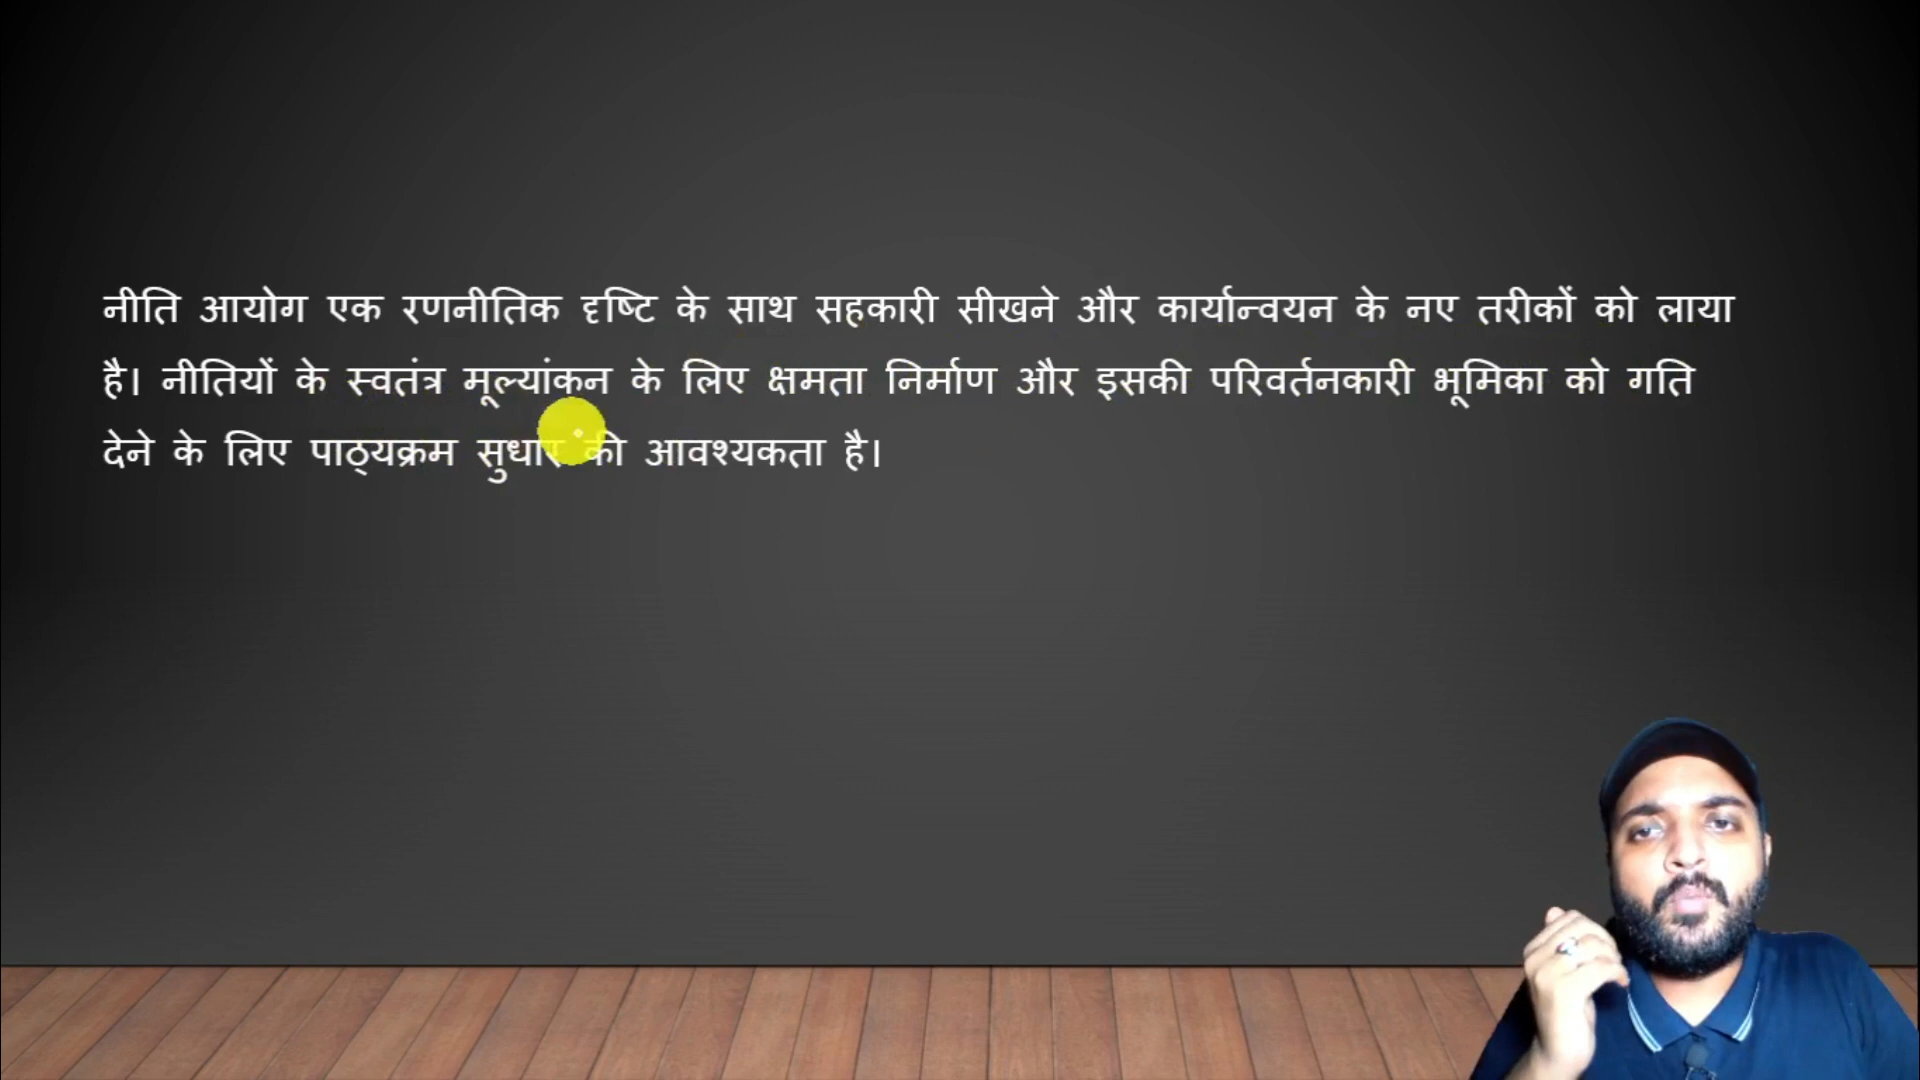 नीति आयोग एक रणनीतिक दृष्टि के साथ सहकारी सीखने और कार्यान्वयन के नए तरीकों को लाया
है। नीतियों के स्वतंत्र मूल्यांकन के लिए क्षमता निर्माण और इसकी परिवर्तनकारी भूमिका को गति
देने के लिए पाठ्यक्रम सुधार की आवश्यकता है।